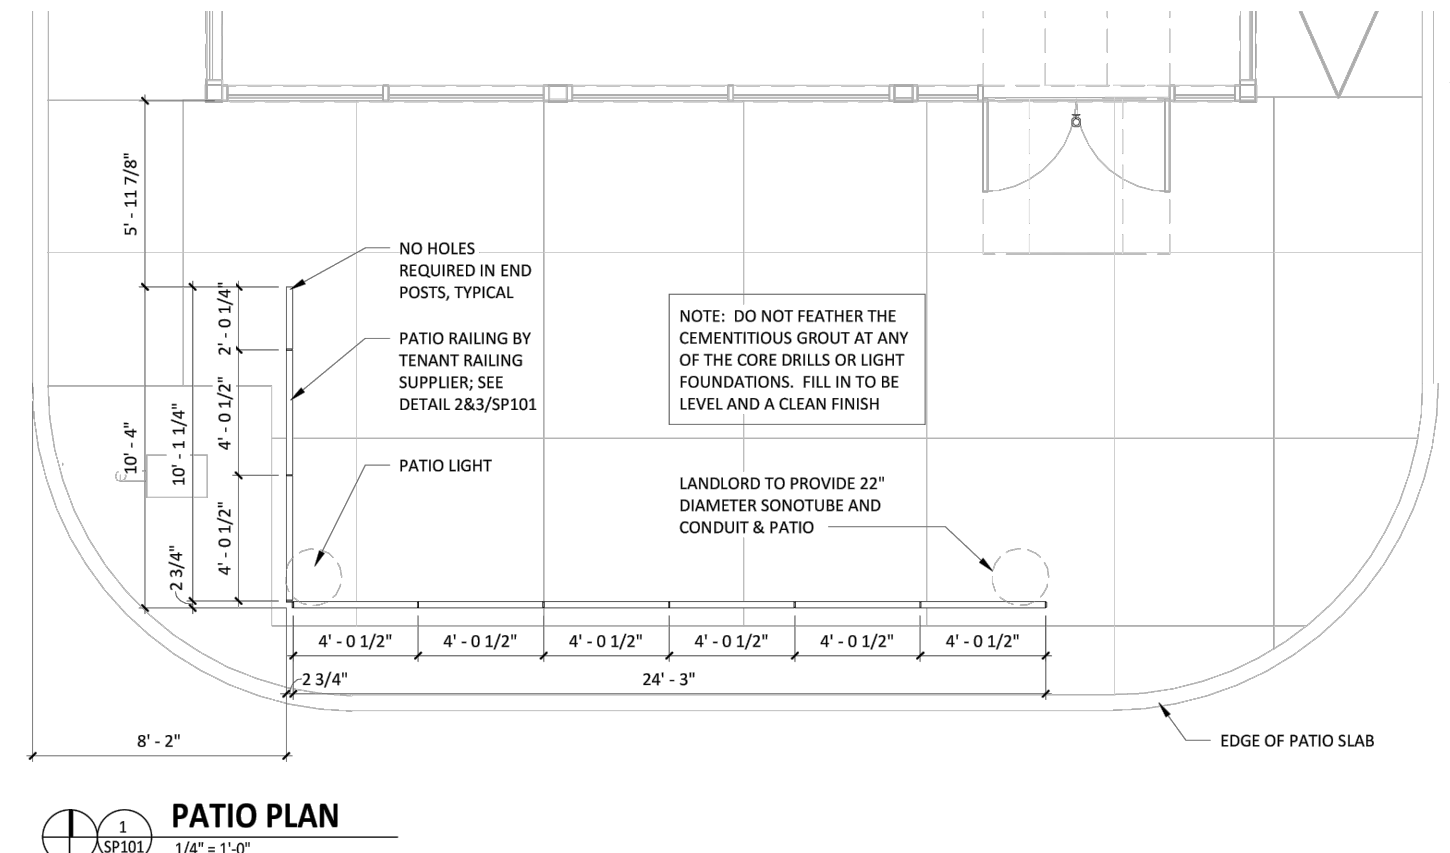 5' - 11 7/8"
NO HOLES
REQUIRED IN END
POSTS, TYPICAL
2' - 0 1/4"
NOTE: DO NOT FEATHER THE
CEMENTITIOUS GROUT AT ANY
OF THE CORE DRILLS OR LIGHT
FOUNDATIONS. FILL IN TO BE
LEVEL AND A CLEAN FINISH
PATIO RAILING BY
TENANT RAILING
SUPPLIER; SEE
DETAIL 2&3/SP101
4' - 0 1/2"
10' - 4"
10' - 1 1/4"
PATIO LIGHT
LANDLORD TO PROVIDE 22"
DIAMETER SONOTUBE AND
CONDUIT & PATIO
4' - 0 1/2"
2 3/4"
4' - 0 1/2" 4' - 0 1/2" 4' - 0 1/2" 4' - 0 1/2" 4' - 0 1/2" 4' - 0 1/2"
2 3/4" 24' - 3"
8' - 2"
EDGE OF PATIO SLAB
1
SP101
PATIO PLAN
1/4" = 1'-0"